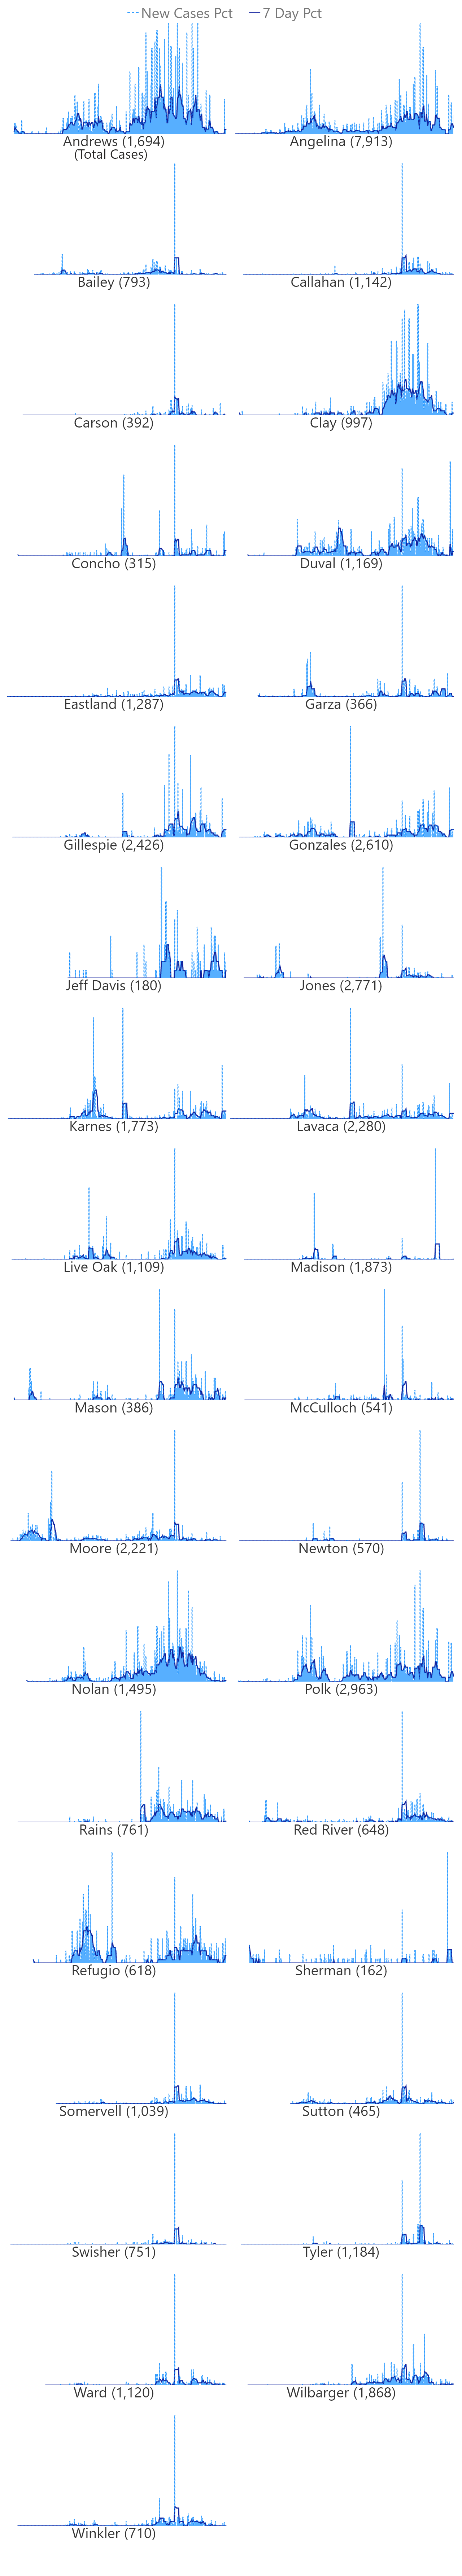 New Cases Pct 7 Day Pct
Andrews (1,694) Angelina (7,913)
(Total Cases)
Bailey (793) Callahan (1,142)
Carson (392) Clay (997)
Concho (315) Duval (1,169)
Eastland (1,287) Garza (366)
Gillespie (2,426) Gonzales (2,610)
Jeff Davis (180) Jones (2,771)
Karnes (1,773) Lavaca (2,280)
Live Oak (1,109) Madison (1,873)
Mason (386) McCulloch (541)
Moore (2,221) Newton (570)
Nolan (1,495) Polk (2,963)
Rains (761) Red River (648)
Refugio (618) Sherman (162)
Somervell (1,039) Sutton (465)
Swisher (751) Tyler (1,184)
Ward (1,120) Wilbarger (1,868)
Winkler (710)